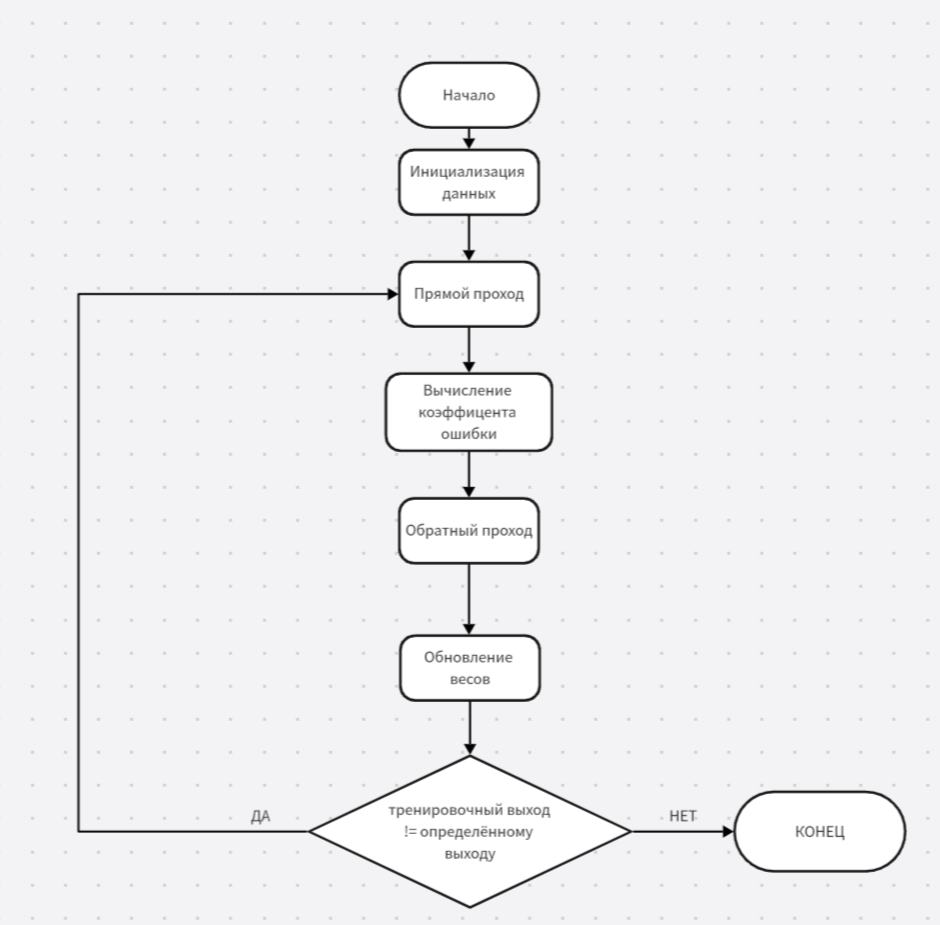 Начало
Инициализация
данных
Прямой проход
Вычисление
коэффицента
ошибки
Обратный проход
Обновление
весов
тренировочный выход
!= определённому
выходу
ДА
НЕТ
КОНЕЦ